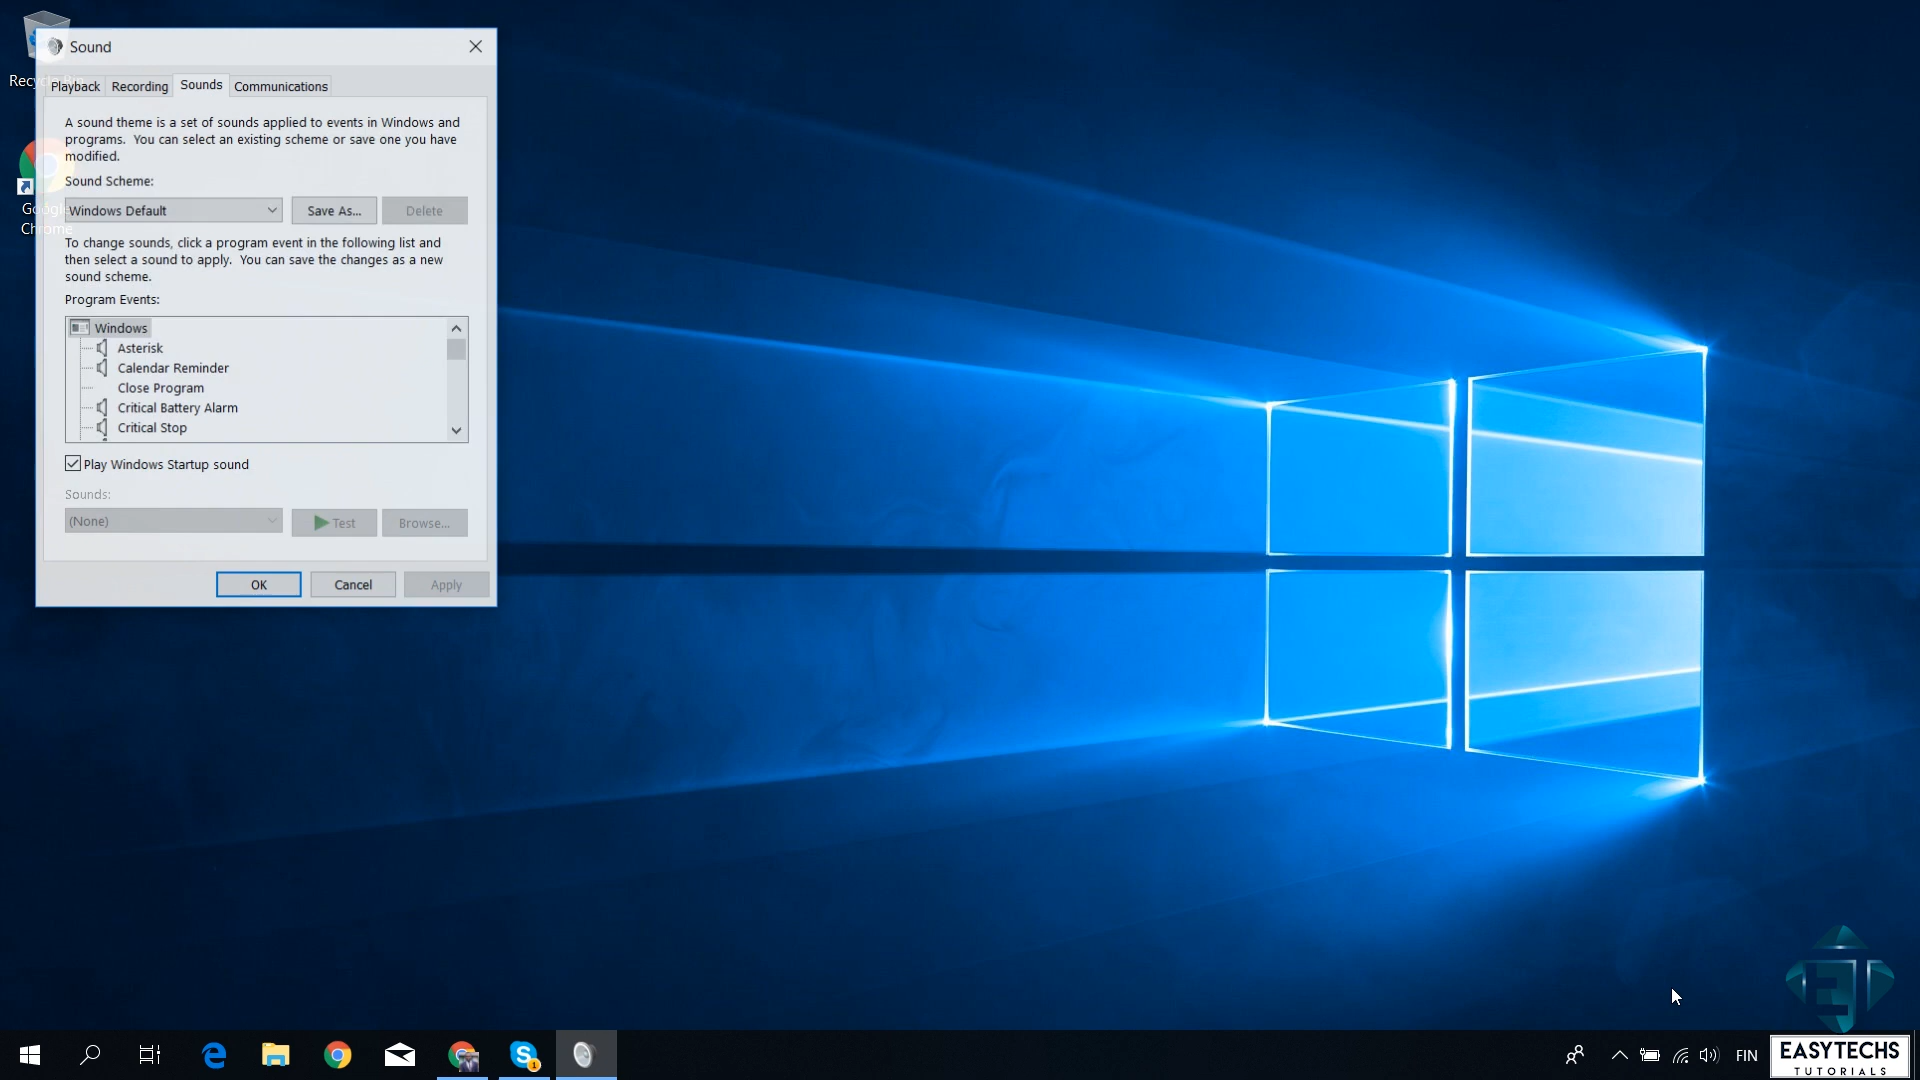 Sound
Recy
Playback
Recording
Sounds
Communications
A sound theme is a set of sounds applied to events in Windows and
programs. You can select an existing scheme or save one you have
modified.
Sound Scheme:
Windows Default
Save As...
Delete
Google
Chrome
To change sounds, click a program event in the following list and
then select a sound to apply. You can save the changes as a new
sound scheme.
Program Events:
Windows
Asterisk
Calendar Reminder
Close Program
Critical Battery Alarm
Critical Stop
Play Windows Startup sound
Sounds:
(None)
Test
Browse...
OK
Cancel
Apply
FIN
EASYTECHS
TUTORIALS